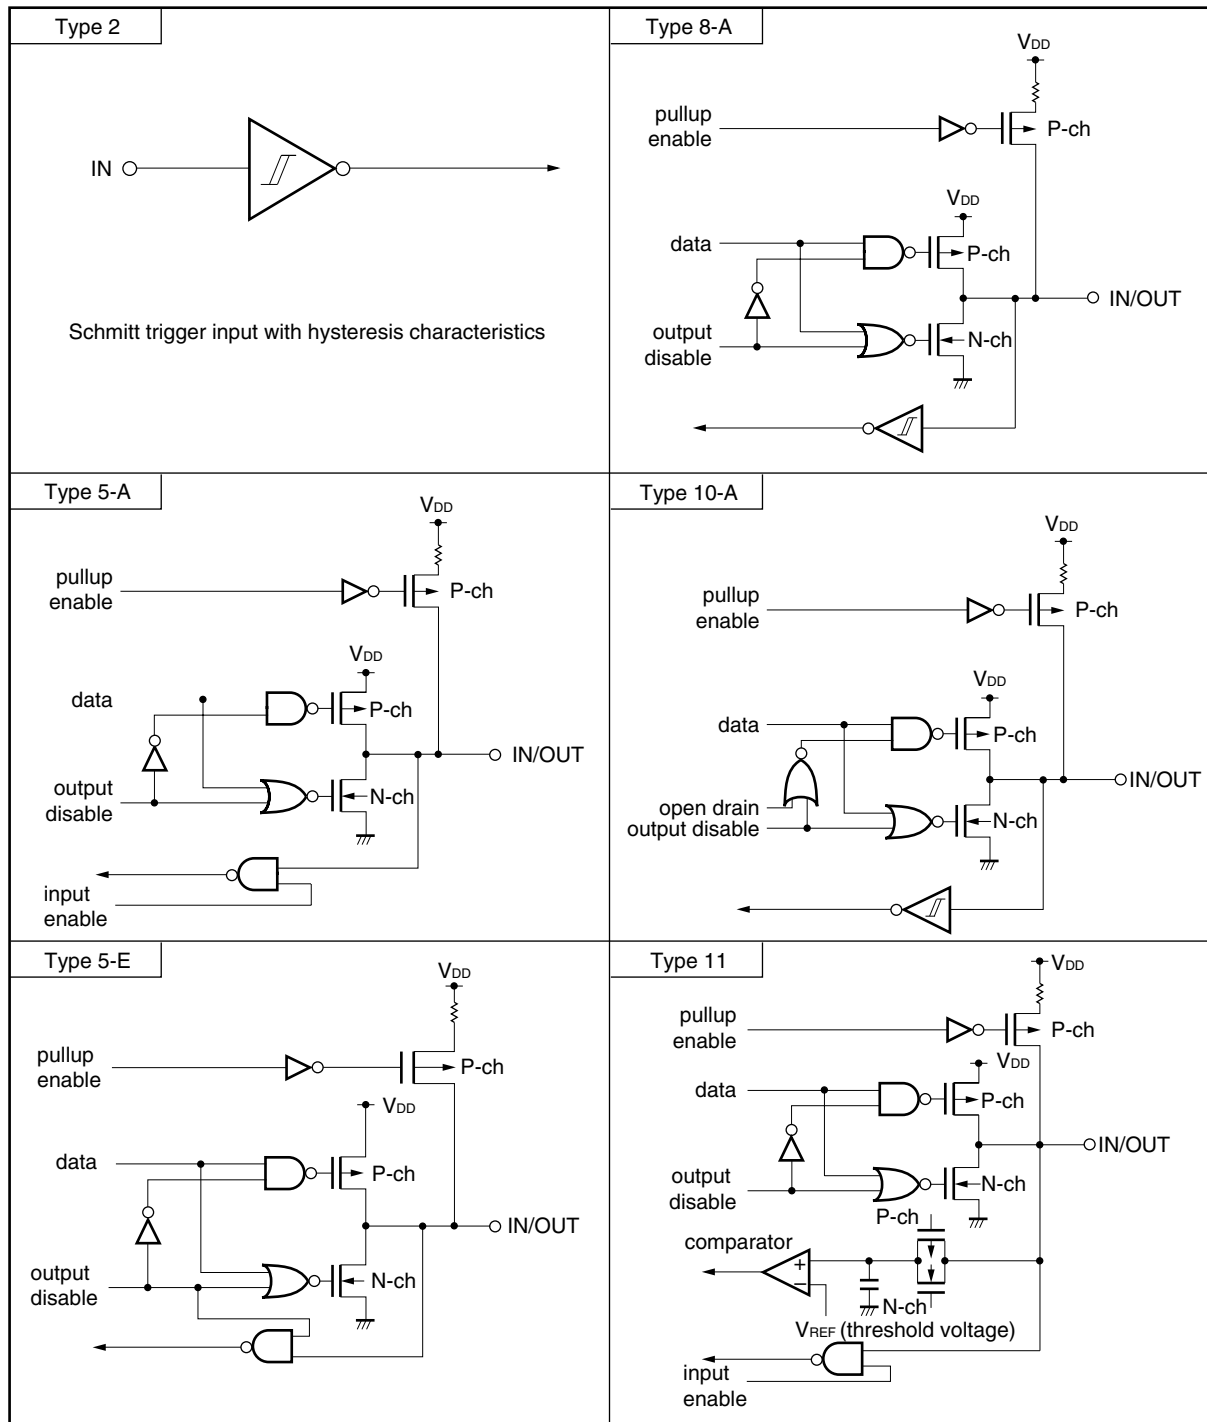 Type 2
IN
Schmitt trigger input with hysteresis characteristics
Type 8-A
VDD
pullup
enable
P-ch
VDD
data
P-ch
IN/OUT
output
disable
N-ch
Type 5-A
VDD
pullup
enable
P-ch
VDD
data
P-ch
IN/OUT
output
disable
N-ch
input
enable
Type 10-A
VDD
pullup
enable
P-ch
VDD
data
P-ch
IN/OUT
open drain
output disable
N-ch
Type 5-E
VDD
pullup
enable
P-ch
VDD
data
P-ch
IN/OUT
output
disable
N-ch
Type 11
VDD
pullup
enable
P-ch
VDD
data
P-ch
IN/OUT
output
disable
N-ch
P-ch
comparator
+
−
N-ch
VREF (threshold voltage)
input
enable